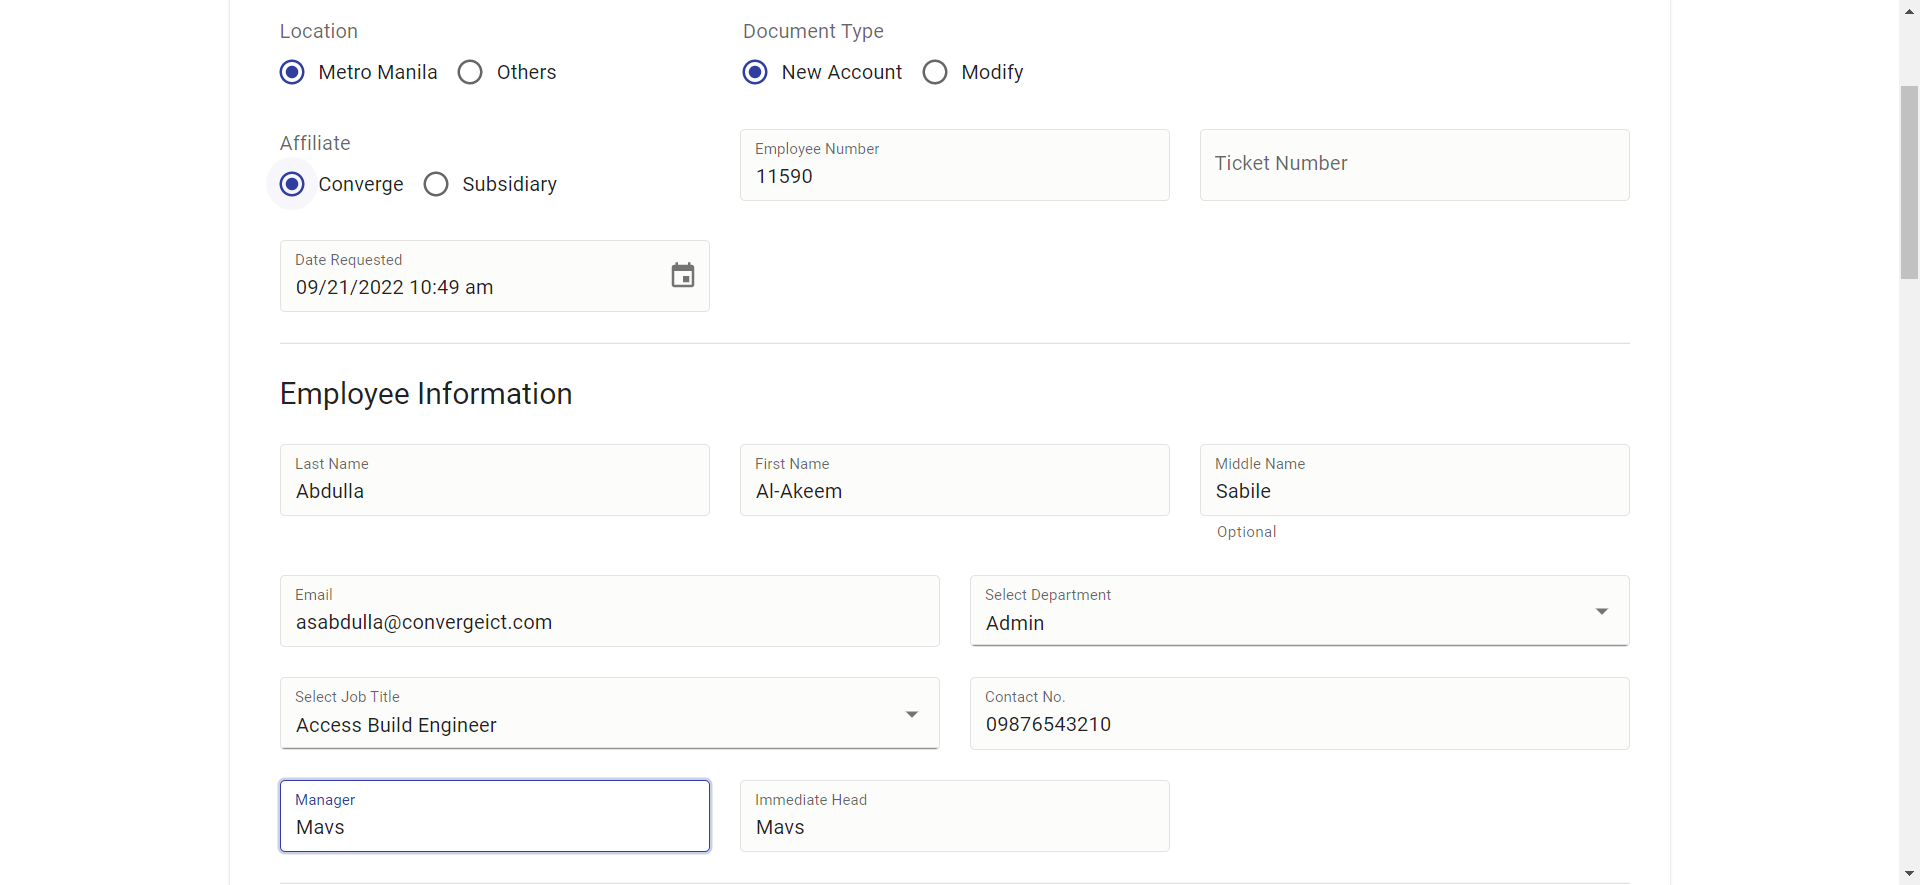 Location
Document Type
Metro Manila
Others
New Account
Modify
Affiliate
Converge
Subsidiary
Employee Number
11590
Ticket Number
Date Requested
09/21/2022 10:49 am
Employee Information
Last Name
Abdulla
First Name
Al-Akeem
Middle Name
Sabile
Optional
Email
asabdulla@convergeict.com
Select Department
Admin
Select Job Title
Access Build Engineer
Contact No.
09876543210
Manager
Mavs
Immediate Head
Mavs